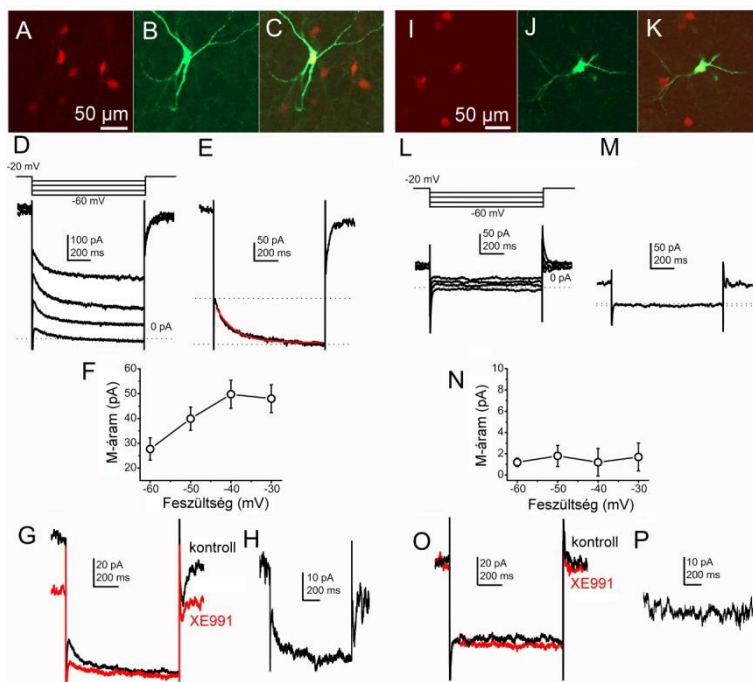 A
B
C
50 µm
I
J
K
50 µm
D
-20 mV
-60 mV
100 pA
200 ms
0 pA
E
50 pA
200 ms
L
-20 mV
-60 mV
50 pA
200 ms
0 pA
M
50 pA
200 ms
F
M-áram (pA)
60
50
40
30
20
-60 -50 -40 -30
Feszültség (mV)
N
M-áram (pA)
10
8
6
4
2
0
-60 -50 -40 -30
Feszültség (mV)
G
kontroll
20 pA
200 ms
XE991
H
10 pA
200 ms
O
kontroll
20 pA
200 ms
XE991
P
10 pA
200 ms